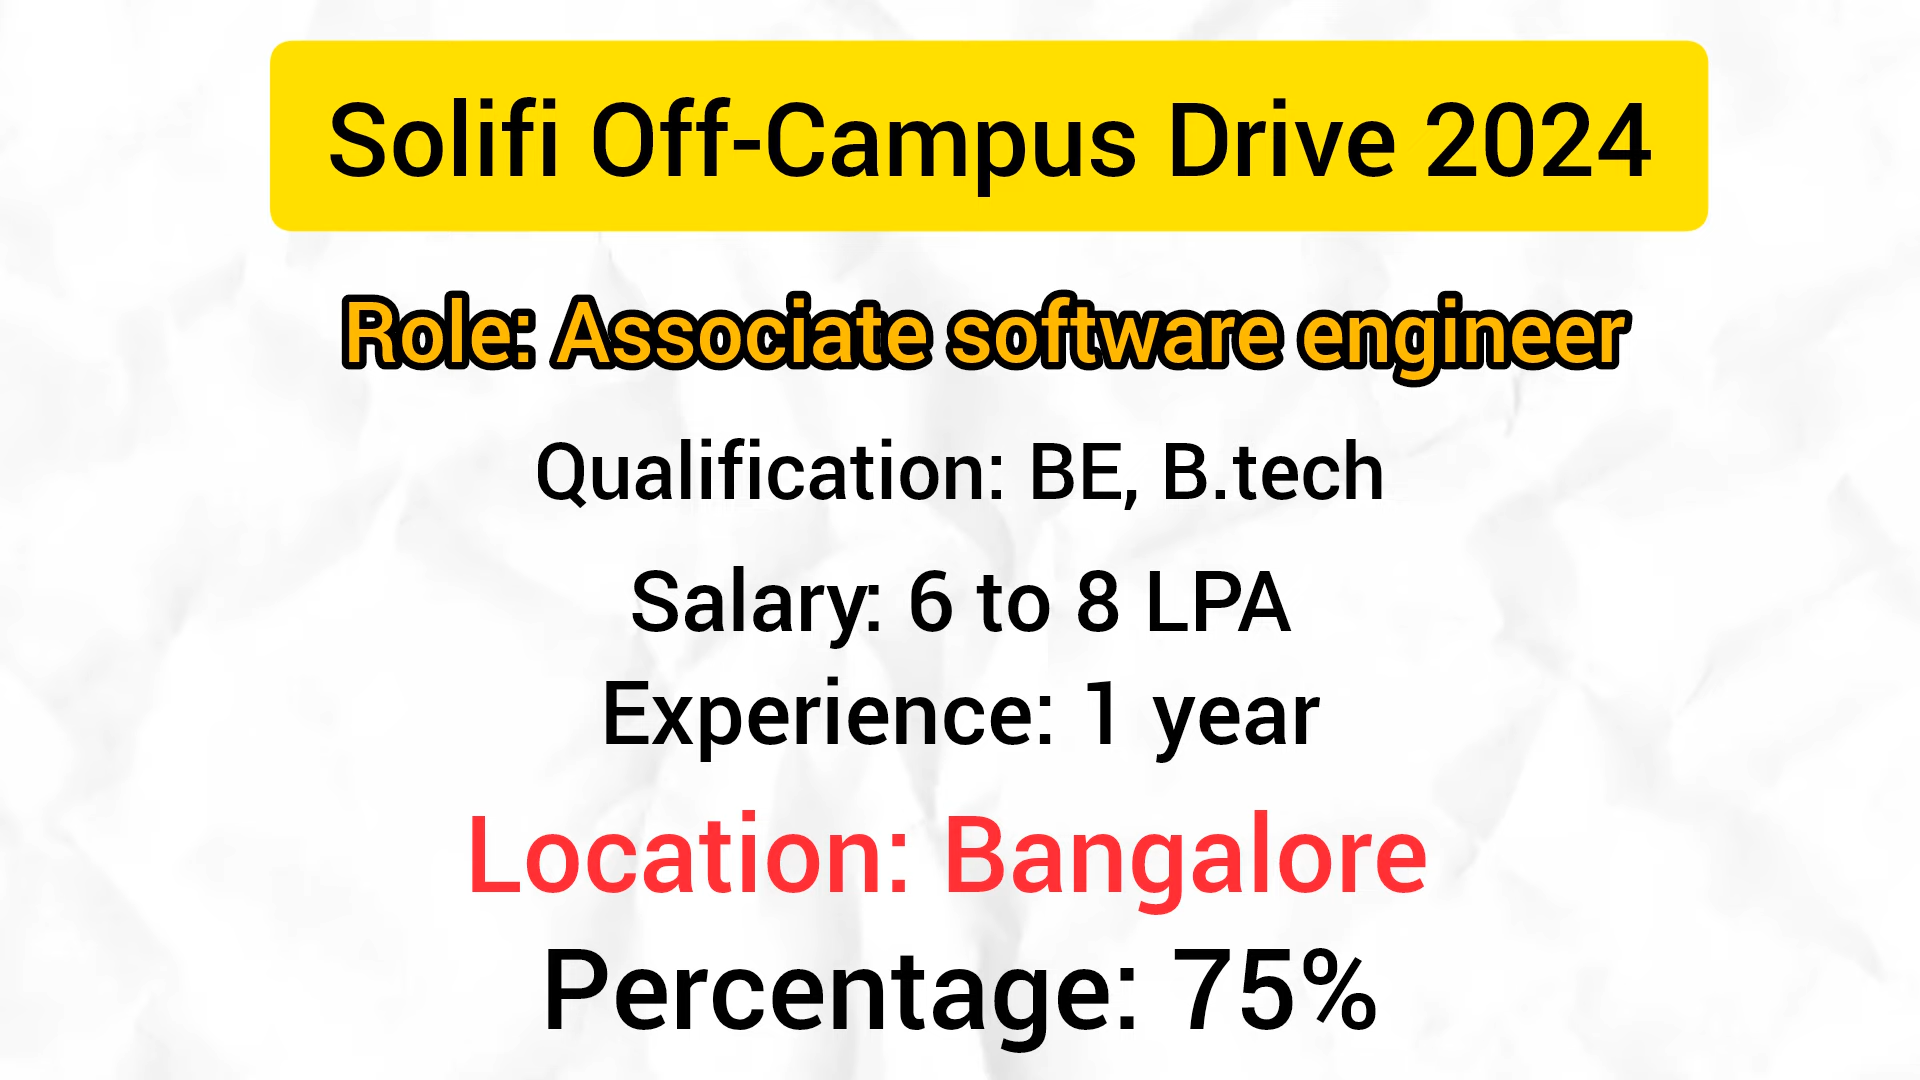 Solifi Off-Campus Drive 2024
Role: Associate software engineer
Qualification: BE, B.tech
Salary: 6 to 8 LPA
Experience: 1 year
Location: Bangalore
Percentage: 75%